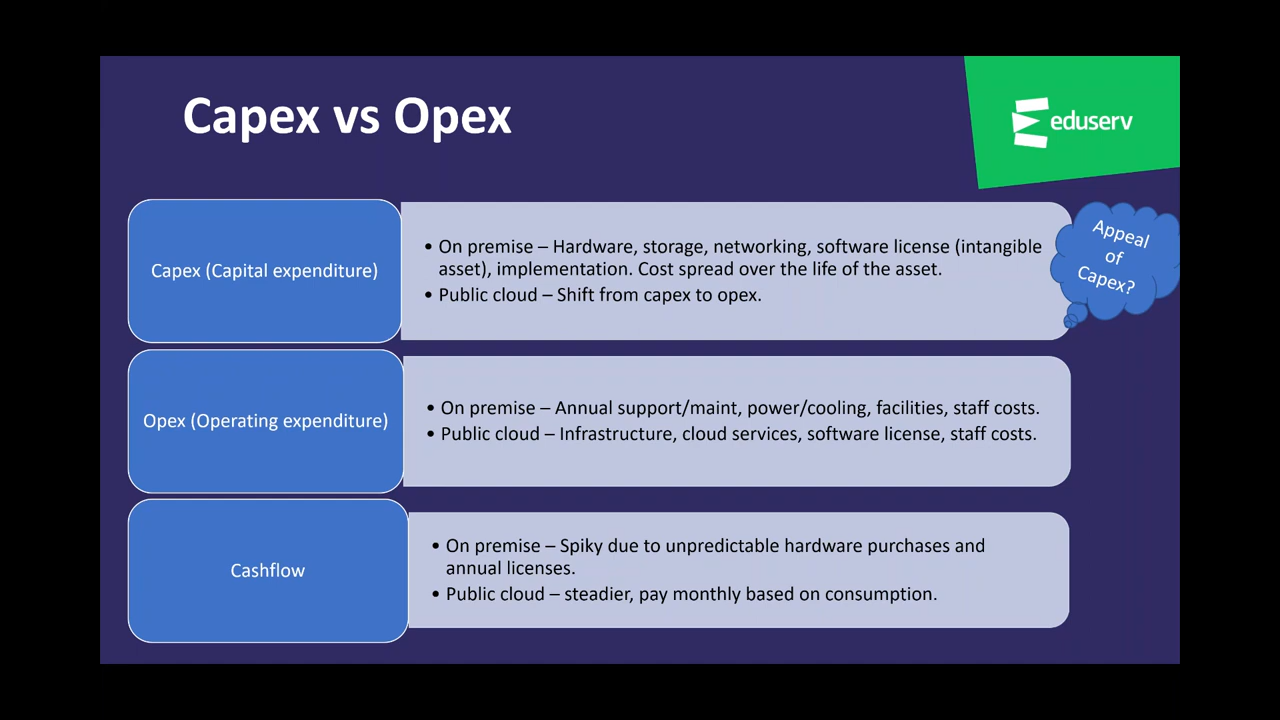 Capex vs Opex
eduserv
Capex (Capital expenditure)
• On premise – Hardware, storage, networking, software license (intangible
asset), implementation. Cost spread over the life of the asset.
• Public cloud – Shift from capex to opex.
Appeal
of
Capex?
Opex (Operating expenditure)
• On premise – Annual support/maint, power/cooling, facilities, staff costs.
• Public cloud – Infrastructure, cloud services, software license, staff costs.
Cashflow
• On premise – Spiky due to unpredictable hardware purchases and
annual licenses.
• Public cloud – steadier, pay monthly based on consumption.